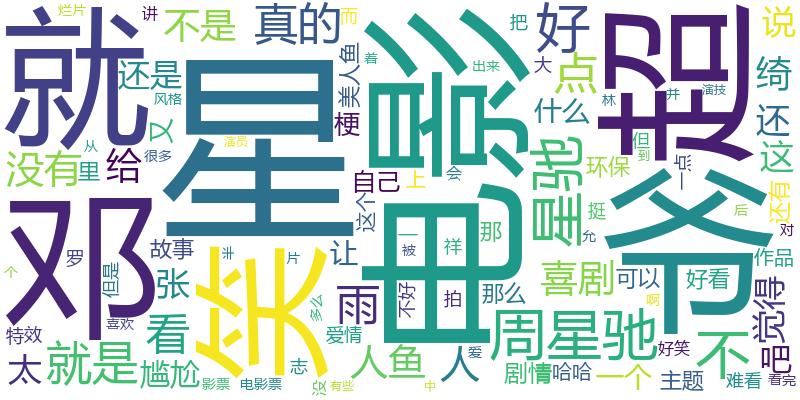 烂片
讲
不是
真的
而
把
好
说
就
还是
风格
又
星
美人鱼
着
电影
出来
大
点
超
林
并
演技
绮
还
没有
从
里
给
很多
演员
梗
什么
但
到
一点
这
邓
笑
自己
这个
上
会
星驰
环保
爷
还有
个
罗
故事
但是
张
半
片
让
一
被
祥
那
挺
允
后
对
作品
特效
喜欢
看
多么
雨
不好
拍
那么
喜剧
可以
好看
觉得
太
就是
尴尬
爱情
周星驰
好笑
不
吧
影票
电影票
志
没
人鱼
有些
人
爱
中
剧情
哈哈
一个
主题
难看
看完
啊